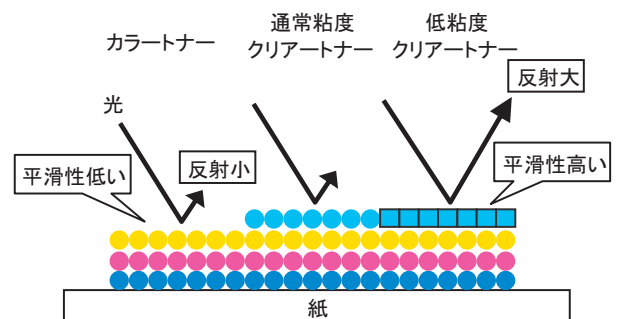 カラートナー
通常粘度
クリアートナー
低粘度
クリアートナー
反射大
光
平滑性低い
反射小
平滑性高い
紙